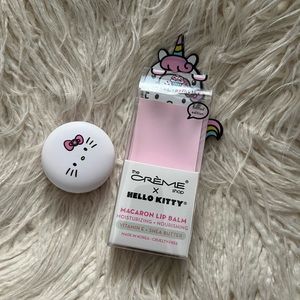 the
CRÈME
shop
×
HELLO KITTY®
MACARON LIP BALM
MOISTURIZING + NOURISHING
VITAMIN E + SHEA BUTTER
MADE IN KOREA · CRUELTY-FREE